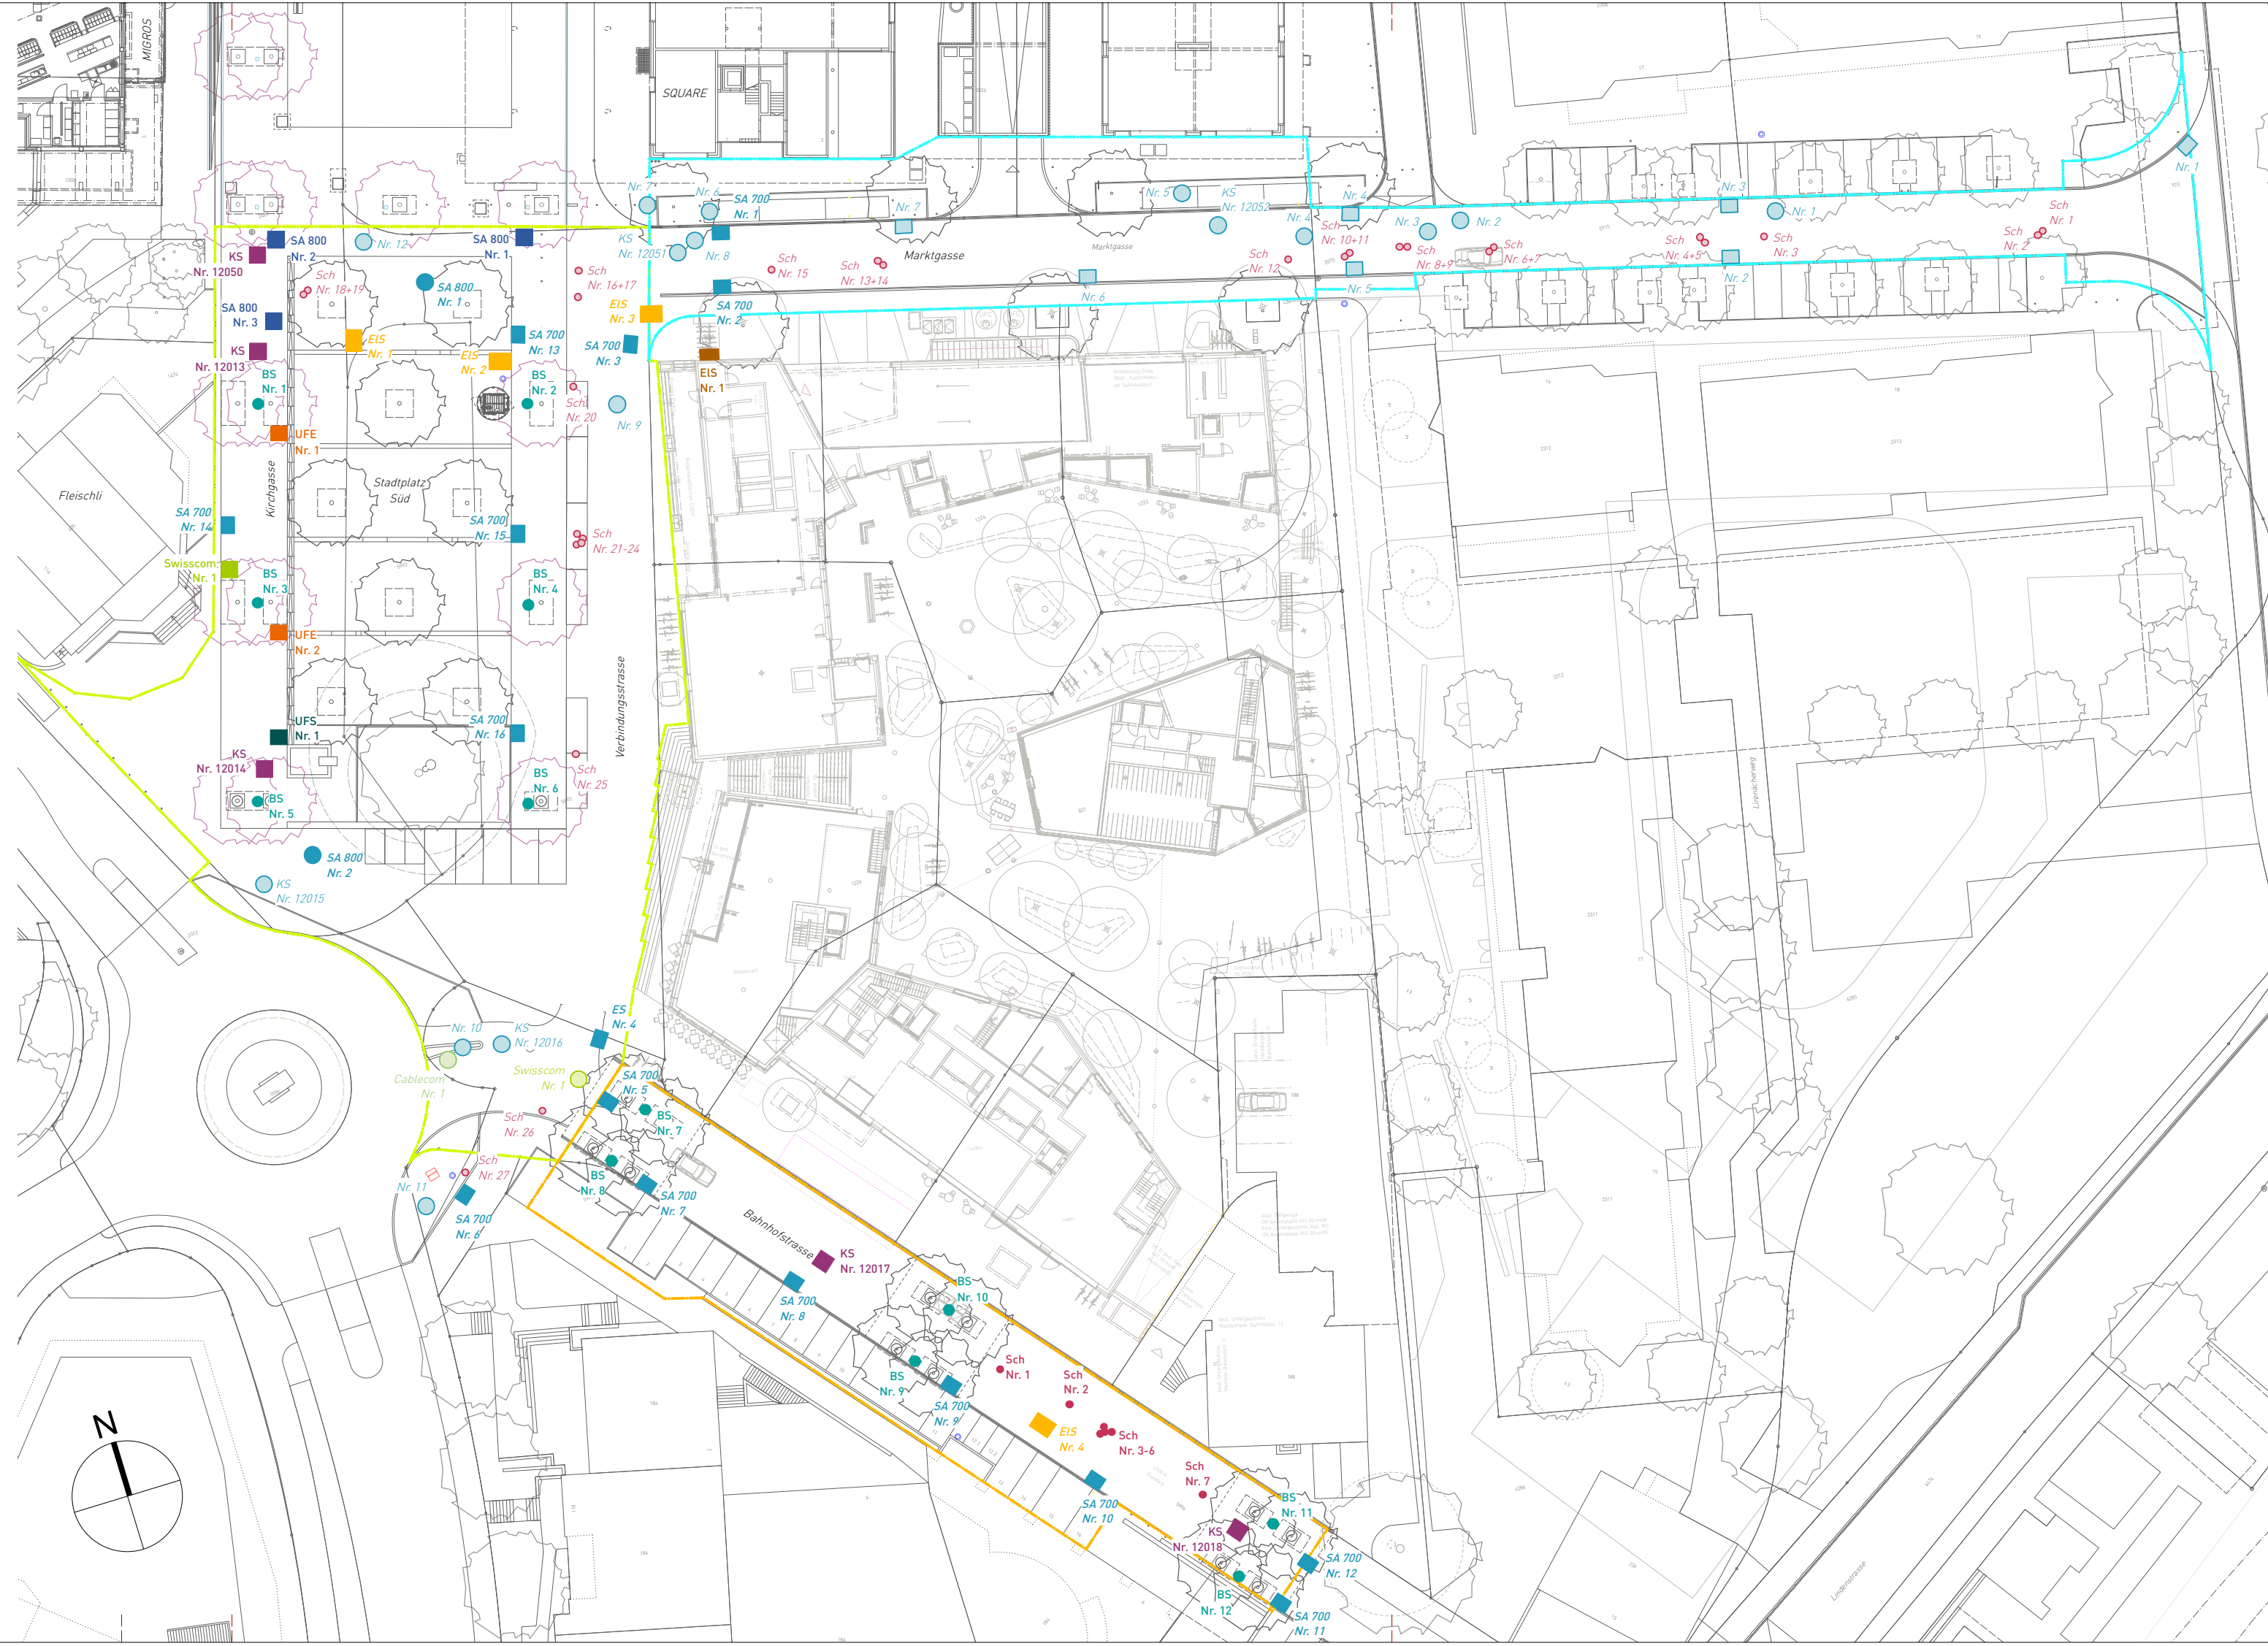 MIGROS
SQUARE
Nr. 7
Nr. 6
SA 700
Nr. 1
Nr. 7
Nr. 5
KS
Nr. 12052
Nr. 4
Nr. 4
Nr. 3
Nr. 2
Nr. 3
Nr. 1
Nr. 1
SA 800
Nr. 2
KS
Nr. 12050
Nr. 12
SA 800
Nr. 1
KS
Nr. 12051
Nr. 8
Marktgasse
Marktgasse
Sch
Nr. 10+11
Sch
Nr. 8+9
Sch
Nr. 6+7
Sch
Nr. 4+5
Sch
Nr. 3
Sch
Nr. 1
Sch
Nr. 2
Sch
Nr. 12
Sch
Nr. 13+14
Sch
Nr. 15
Sch
Nr. 16+17
Sch
Nr. 18+19
SA 800
Nr. 1
EIS
Nr. 3
SA 700
Nr. 2
Nr. 6
Nr. 5
Nr. 2
SA 800
Nr. 3
EIS
Nr. 1
EIS
Nr. 2
SA 700
Nr. 13
SA 700
Nr. 3
EIS
Nr. 1
KS
Nr. 12013
BS
Nr. 1
BS
Nr. 2
Sch
Nr. 20
Nr. 9
UFE
Nr. 1
Fleischli
Kirchgasse
Stadtplatz
Süd
SA 700
Nr. 14
SA 700
Nr. 15
Sch
Nr. 21-24
Swisscom
Nr. 1
BS
Nr. 3
BS
Nr. 4
UFE
Nr. 2
Verbindungsstrasse
UFS
Nr. 1
SA 700
Nr. 16
KS
Nr. 12014
Sch
Nr. 25
BS
Nr. 5
BS
Nr. 6
Lirenächerweg
SA 800
Nr. 2
KS
Nr. 12015
ES
Nr. 4
Nr. 10
KS
Nr. 12016
Cablecom
Nr. 1
Swisscom
Nr. 1
SA 700
Nr. 5
BS
Nr. 7
Sch
Nr. 26
Sch
Nr. 27
BS
Nr. 8
SA 700
Nr. 7
Nr. 11
SA 700
Nr. 6
Bahnhofstrasse
KS
Nr. 12017
SA 700
Nr. 8
BS
Nr. 10
BS
Nr. 9
SA 700
Nr. 9
Sch
Nr. 1
Sch
Nr. 2
EIS
Nr. 4
Sch
Nr. 3-6
Sch
Nr. 7
SA 700
Nr. 10
BS
Nr. 11
KS
Nr. 12018
SA 700
Nr. 12
BS
Nr. 12
SA 700
Nr. 11
Lindenstrasse
N